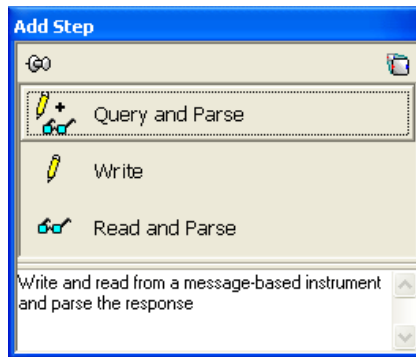 Add Step
Query and Parse
Write
Read and Parse
Write and read from a message-based instrument
and parse the response